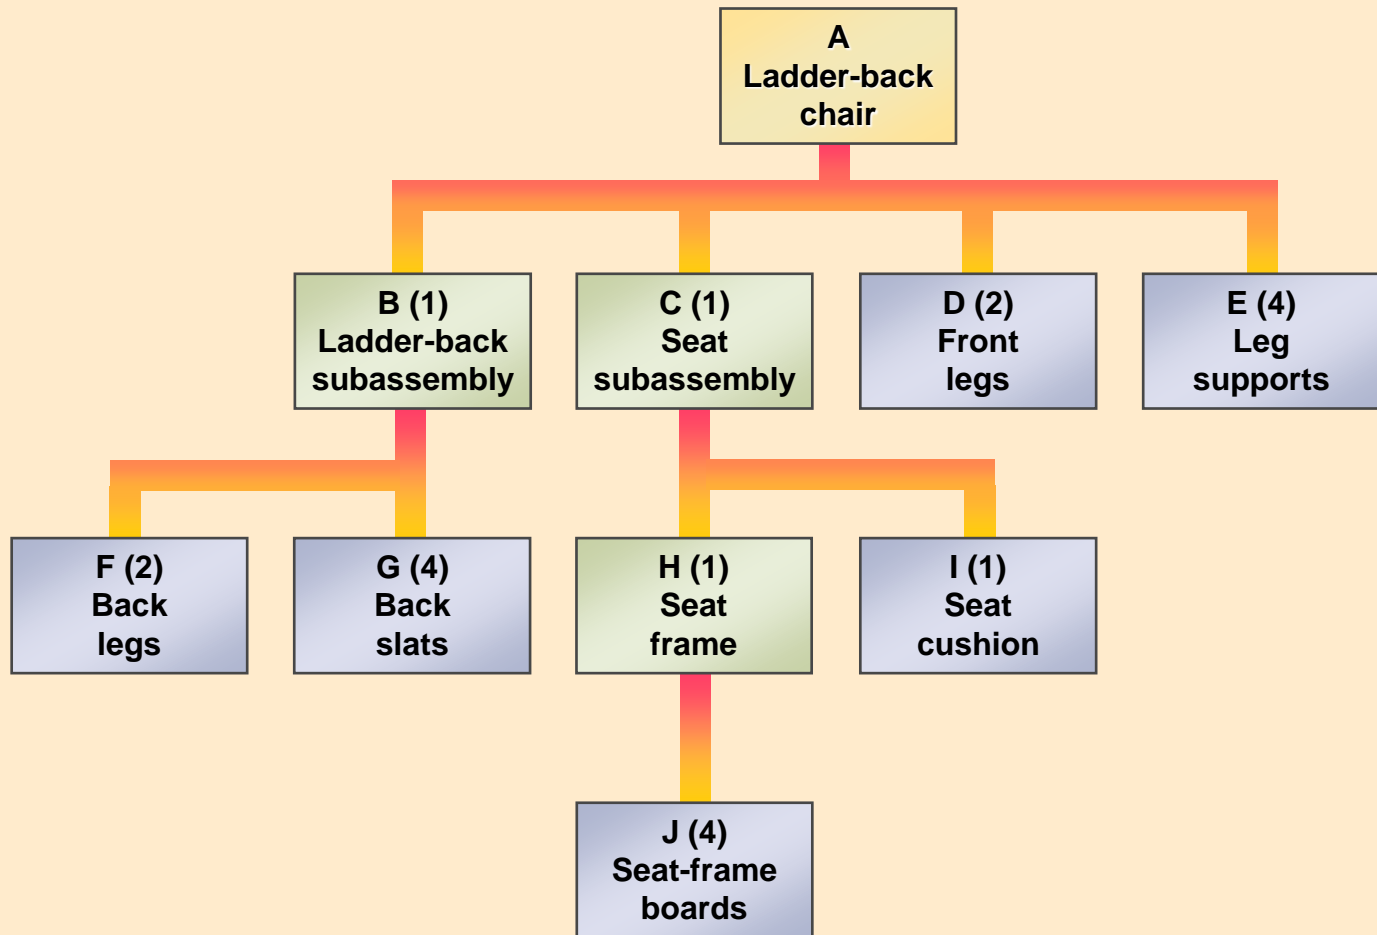 A
Ladder-back
chair
B (1)
Ladder-back
subassembly
C (1)
Seat
subassembly
D (2)
Front
legs
E (4)
Leg
supports
F (2)
Back
legs
G (4)
Back
slats
H (1)
Seat
frame
I (1)
Seat
cushion
J (4)
Seat-frame
boards